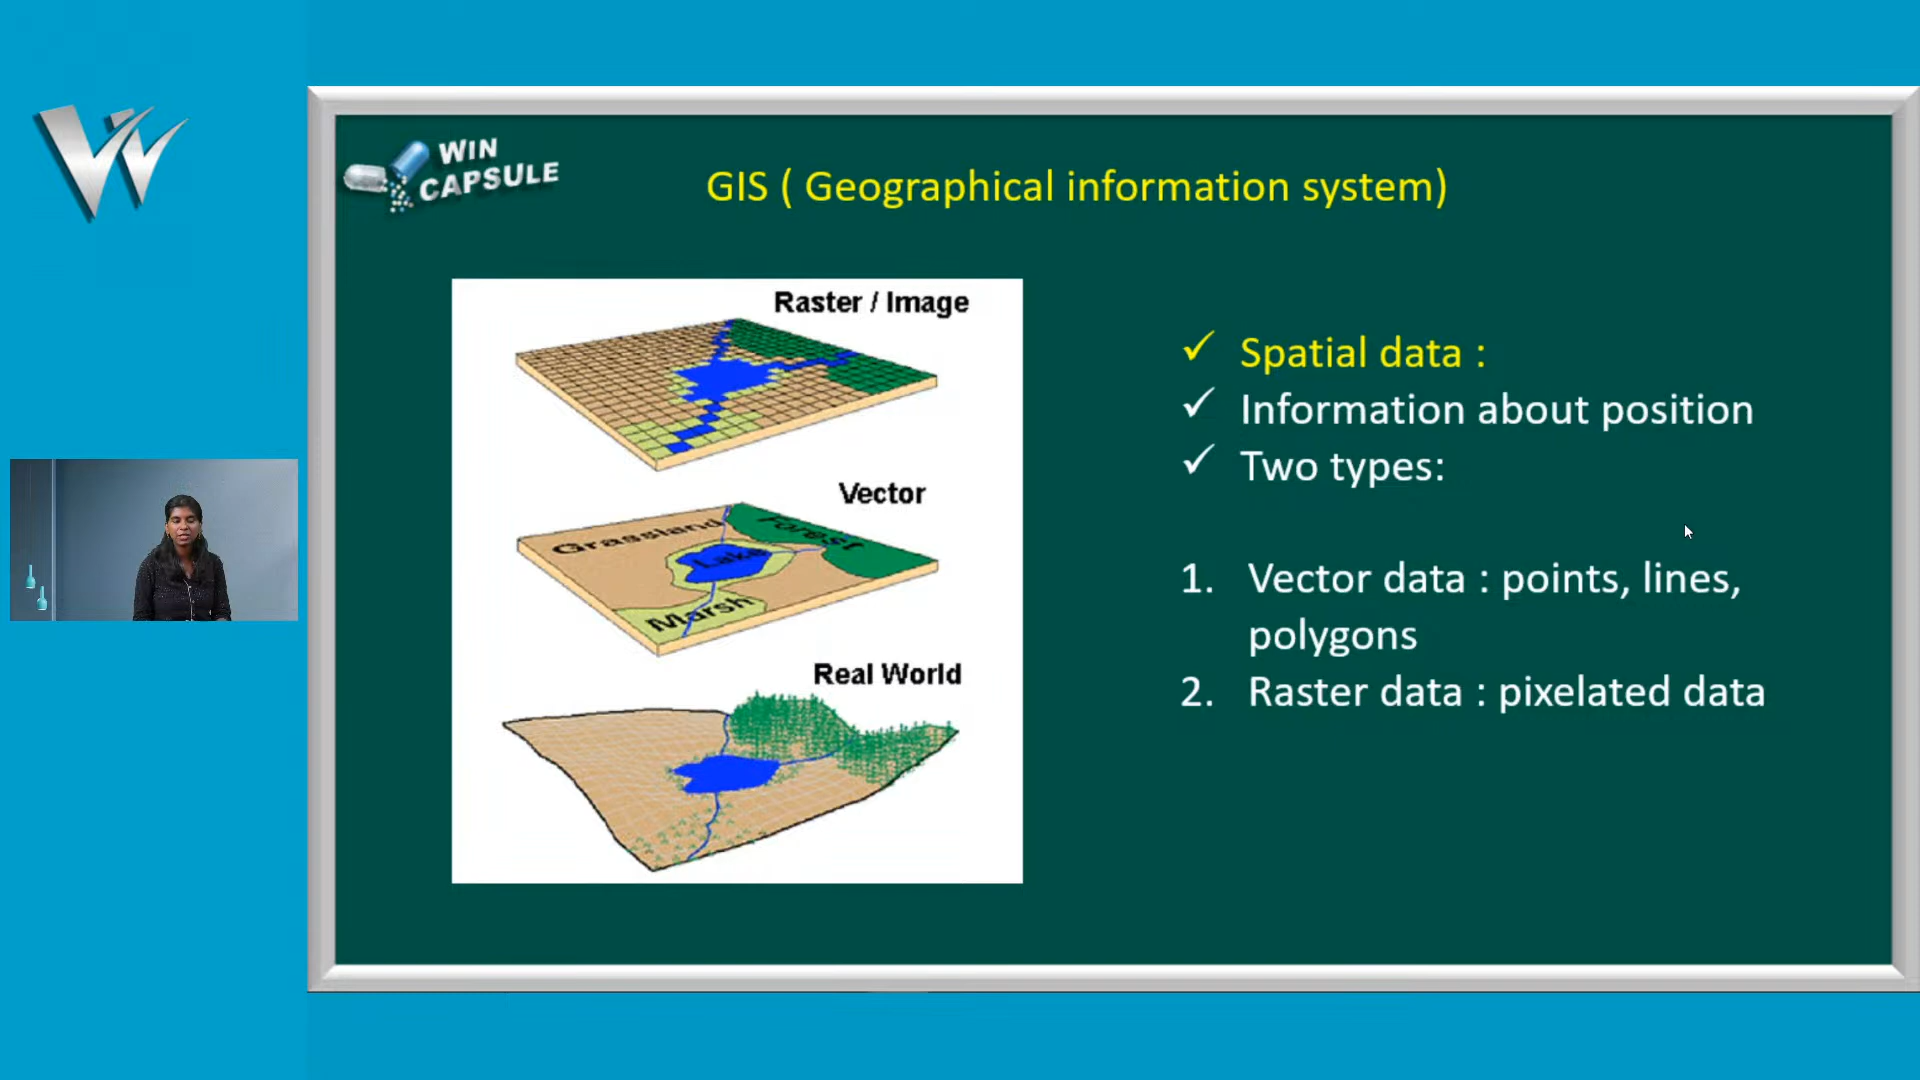 WIN
CAPSULE
GIS ( Geographical information system)
Raster / Image
Vector
Grassland
Forest
Lake
Marsh
Real World
✓ Spatial data :
✓ Information about position
✓ Two types:
1. Vector data : points, lines,
polygons
2. Raster data : pixelated data